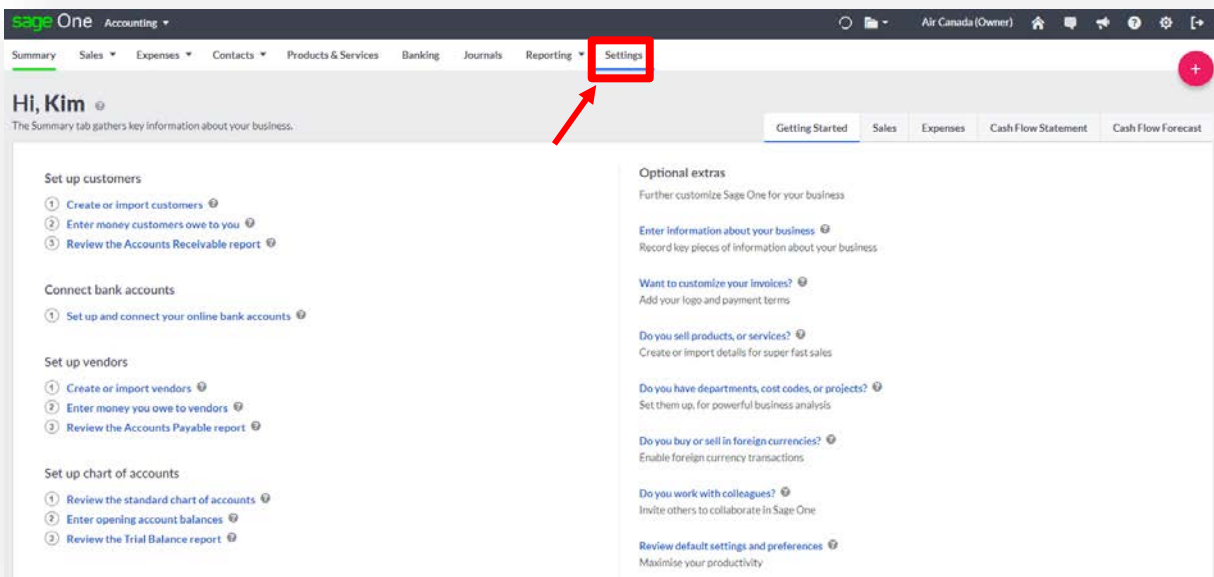 sage One Accounting
Air Canada (Owner)
Summary Sales Expenses Contacts Products & Services Banking Journals Reporting Settings
+
Hi, Kim
The Summary tab gathers key information about your business.
Getting Started Sales Expenses Cash Flow Statement Cash Flow Forecast
Set up customers
1 Create or import customers
2 Enter money customers owe to you
3 Review the Accounts Receivable report
Connect bank accounts
1 Set up and connect your online bank accounts
Set up vendors
1 Create or import vendors
2 Enter money you owe to vendors
3 Review the Accounts Payable report
Set up chart of accounts
1 Review the standard chart of accounts
2 Enter opening account balances
3 Review the Trial Balance report
Optional extras
Further customize Sage One for your business
Enter information about your business
Record key pieces of information about your business
Want to customize your invoices?
Add your logo and payment terms
Do you sell products, or services?
Create or import details for super fast sales
Do you have departments, cost codes, or projects?
Set them up, for powerful business analysis
Do you buy or sell in foreign currencies?
Enable foreign currency transactions
Do you work with colleagues?
Invite others to collaborate in Sage One
Review default settings and preferences
Maximise your productivity